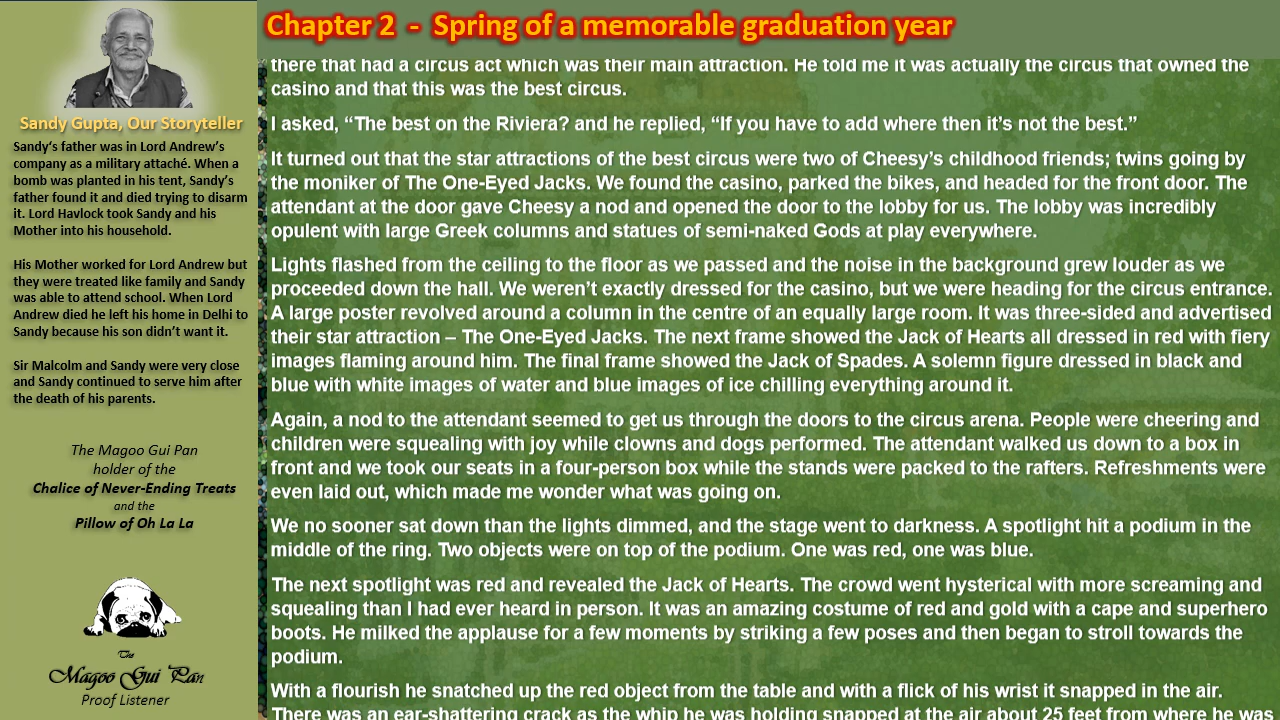 Chapter 2  -  Spring of a memorable graduation year
Sandy Gupta, Our Storyteller
Sandy‘s father was in Lord Andrew’s
company as a military attaché. When a
bomb was planted in his tent, Sandy’s
father found it and died trying to disarm
it. Lord Havlock took Sandy and his
Mother into his household.
His Mother worked for Lord Andrew but
they were treated like family and Sandy
was able to attend school. When Lord
Andrew died he left his home in Delhi to
Sandy because his son didn’t want it.
Sir Malcolm and Sandy were very close
and Sandy continued to serve him after
the death of his parents.
The Magoo Gui Pan
holder of the
Chalice of Never-Ending Treats
and the
Pillow of Oh La La
The
Magoo Gui Pan
Proof Listener
there that had a circus act which was their main attraction. He told me it was actually the circus that owned the
casino and that this was the best circus.
I asked, “The best on the Riviera? and he replied, “If you have to add where then it’s not the best.”
It turned out that the star attractions of the best circus were two of Cheesy’s childhood friends; twins going by
the moniker of The One-Eyed Jacks. We found the casino, parked the bikes, and headed for the front door. The
attendant at the door gave Cheesy a nod and opened the door to the lobby for us. The lobby was incredibly
opulent with large Greek columns and statues of semi-naked Gods at play everywhere.
Lights flashed from the ceiling to the floor as we passed and the noise in the background grew louder as we
proceeded down the hall. We weren’t exactly dressed for the casino, but we were heading for the circus entrance.
A large poster revolved around a column in the centre of an equally large room. It was three-sided and advertised
their star attraction – The One-Eyed Jacks. The next frame showed the Jack of Hearts all dressed in red with fiery
images flaming around him. The final frame showed the Jack of Spades. A solemn figure dressed in black and
blue with white images of water and blue images of ice chilling everything around it.
Again, a nod to the attendant seemed to get us through the doors to the circus arena. People were cheering and
children were squealing with joy while clowns and dogs performed. The attendant walked us down to a box in
front and we took our seats in a four-person box while the stands were packed to the rafters. Refreshments were
even laid out, which made me wonder what was going on.
We no sooner sat down than the lights dimmed, and the stage went to darkness. A spotlight hit a podium in the
middle of the ring. Two objects were on top of the podium. One was red, one was blue.
The next spotlight was red and revealed the Jack of Hearts. The crowd went hysterical with more screaming and
squealing than I had ever heard in person. It was an amazing costume of red and gold with a cape and superhero
boots. He milked the applause for a few moments by striking a few poses and then began to stroll towards the
podium.
With a flourish he snatched up the red object from the table and with a flick of his wrist it snapped in the air.
There was an ear-shattering crack as the whip he was holding snapped at the air about 25 feet from where he was